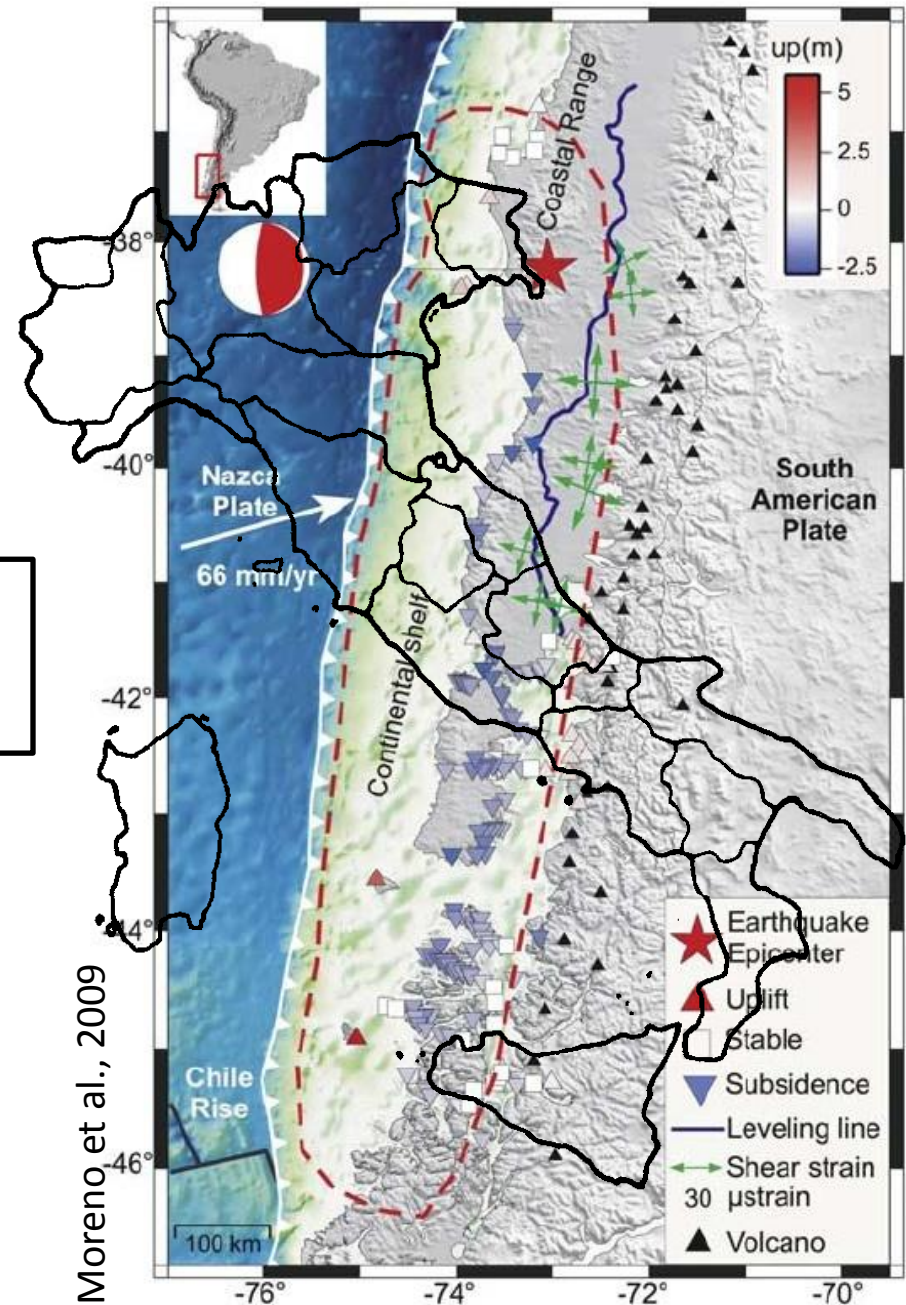 up(m)
5
2.5
0
-2.5
Coastal Range
-38°
-40°
-42°
-44°
-46°
Nazca
Plate
66 mm/yr
South
American
Plate
Continental shelf
Chile
Rise
100 km
Earthquake
Epicenter
Uplift
Stable
Subsidence
Leveling line
Shear strain
30 µstrain
Volcano
-76°
-74°
-72°
-70°
Moreno et al., 2009